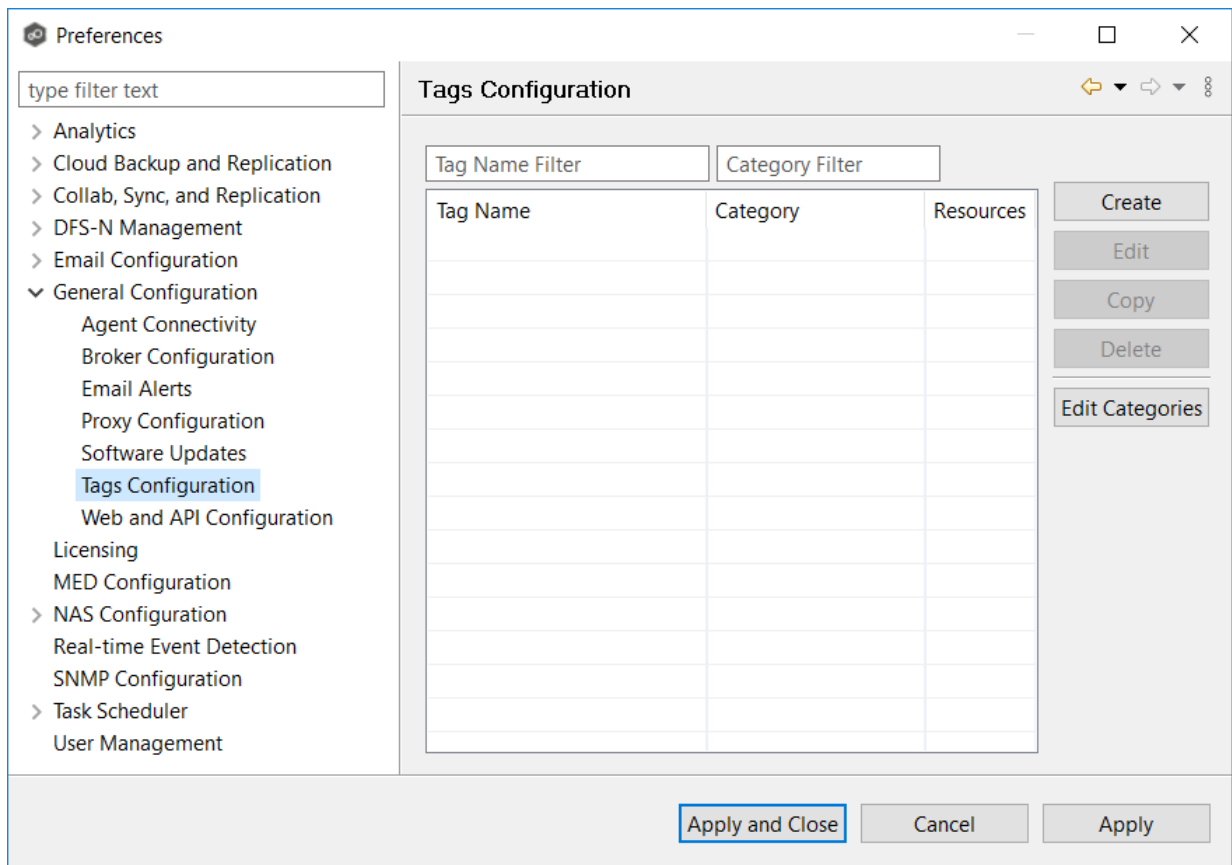 Preferences
type filter text
Analytics
Cloud Backup and Replication
Collab, Sync, and Replication
DFS-N Management
Email Configuration
General Configuration
Agent Connectivity
Broker Configuration
Email Alerts
Proxy Configuration
Software Updates
Tags Configuration
Web and API Configuration
Licensing
MED Configuration
NAS Configuration
Real-time Event Detection
SNMP Configuration
Task Scheduler
User Management
Tags Configuration
Tag Name Filter Category Filter
Tag Name Category Resources
Create
Edit
Copy
Delete
Edit Categories
Apply and Close Cancel Apply